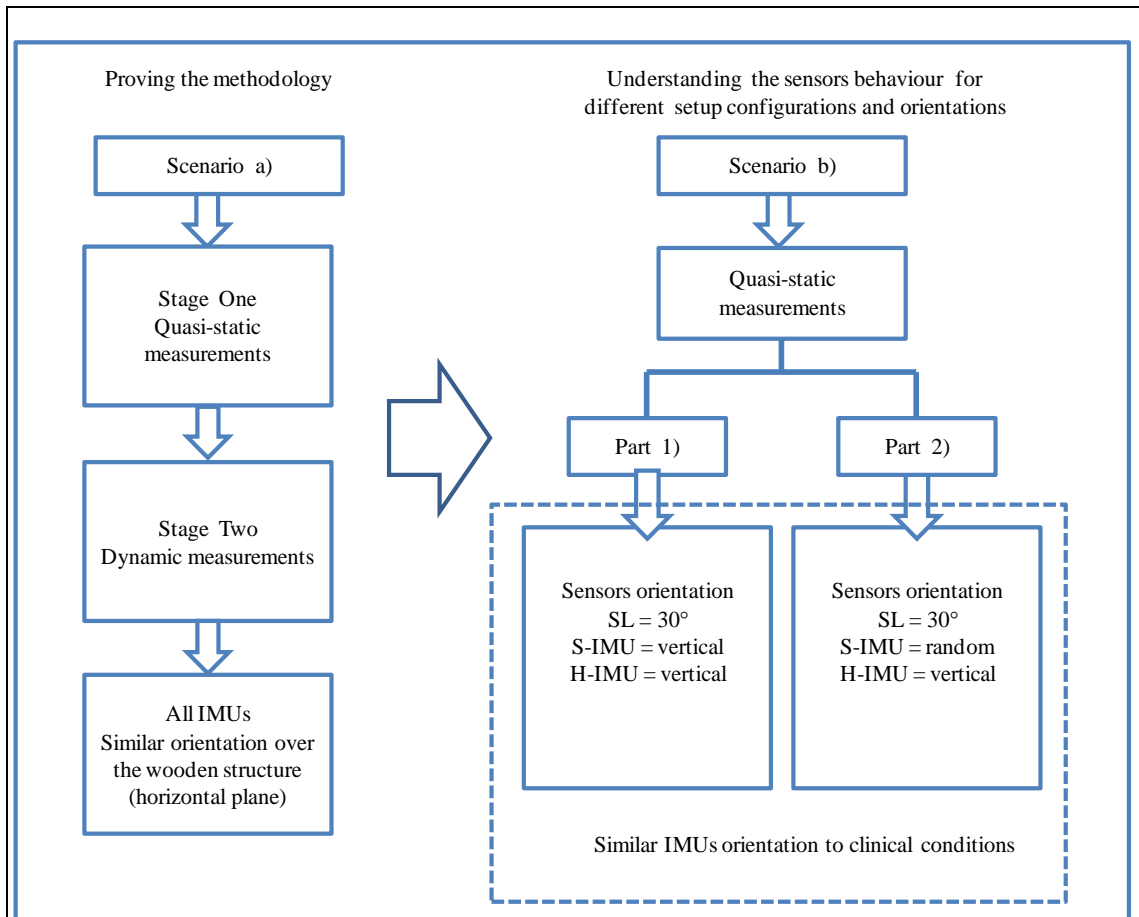 Proving the methodology
Scenario a)
Stage One
Quasi-static
measurements
Stage Two
Dynamic measurements
All IMUs
Similar orientation over
the wooden structure
(horizontal plane)
Understanding the sensors behaviour for
different setup configurations and orientations
Scenario b)
Quasi-static
measurements
Part 1)
Part 2)
Sensors orientation
SL = 30°
S-IMU = vertical
H-IMU = vertical
Sensors orientation
SL = 30°
S-IMU = random
H-IMU = vertical
Similar IMUs orientation to clinical conditions